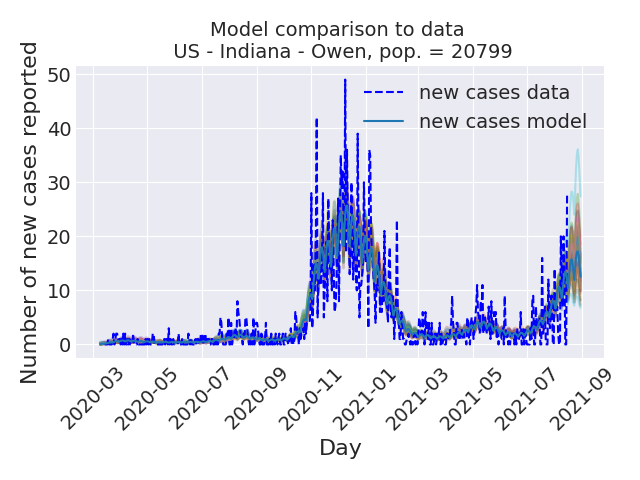 Model comparison to data
US - Indiana - Owen, pop. = 20799
Number of new cases reported
50
40
30
20
10
0
new cases data
new cases model
2020-03
2020-05
2020-07
2020-09
2020-11
2021-01
2021-03
2021-05
2021-07
2021-09
Day